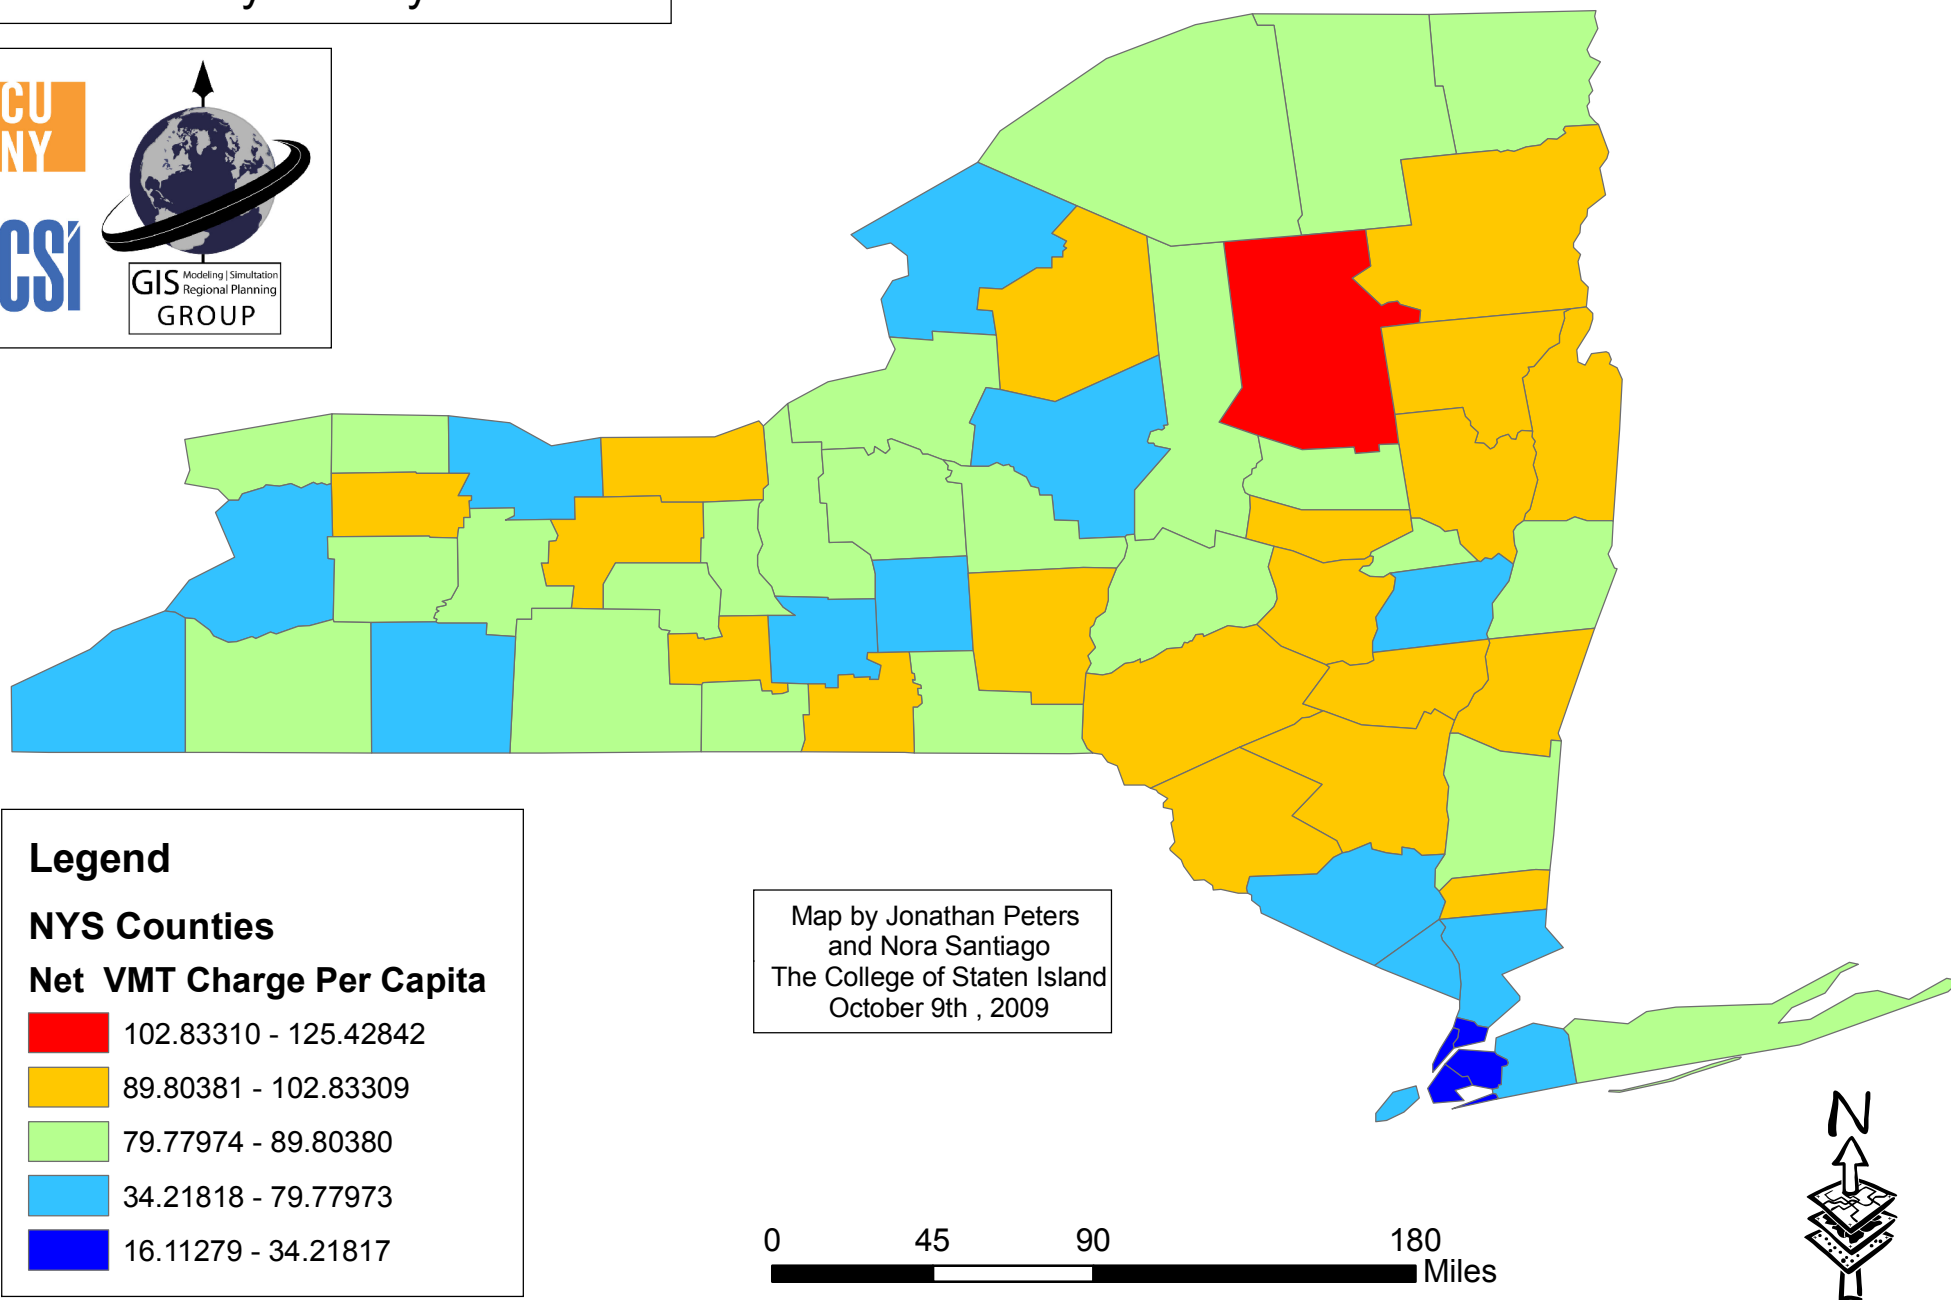 CU
NY
CSI
GIS Modeling | Simultation
Regional Planning
GROUP
Legend
NYS Counties
Net VMT Charge Per Capita
102.83310 - 125.42842
89.80381 - 102.83309
79.77974 - 89.80380
34.21818 - 79.77973
16.11279 - 34.21817
Map by Jonathan Peters
and Nora Santiago
The College of Staten Island
October 9th , 2009
0 45 90 180
Miles
N